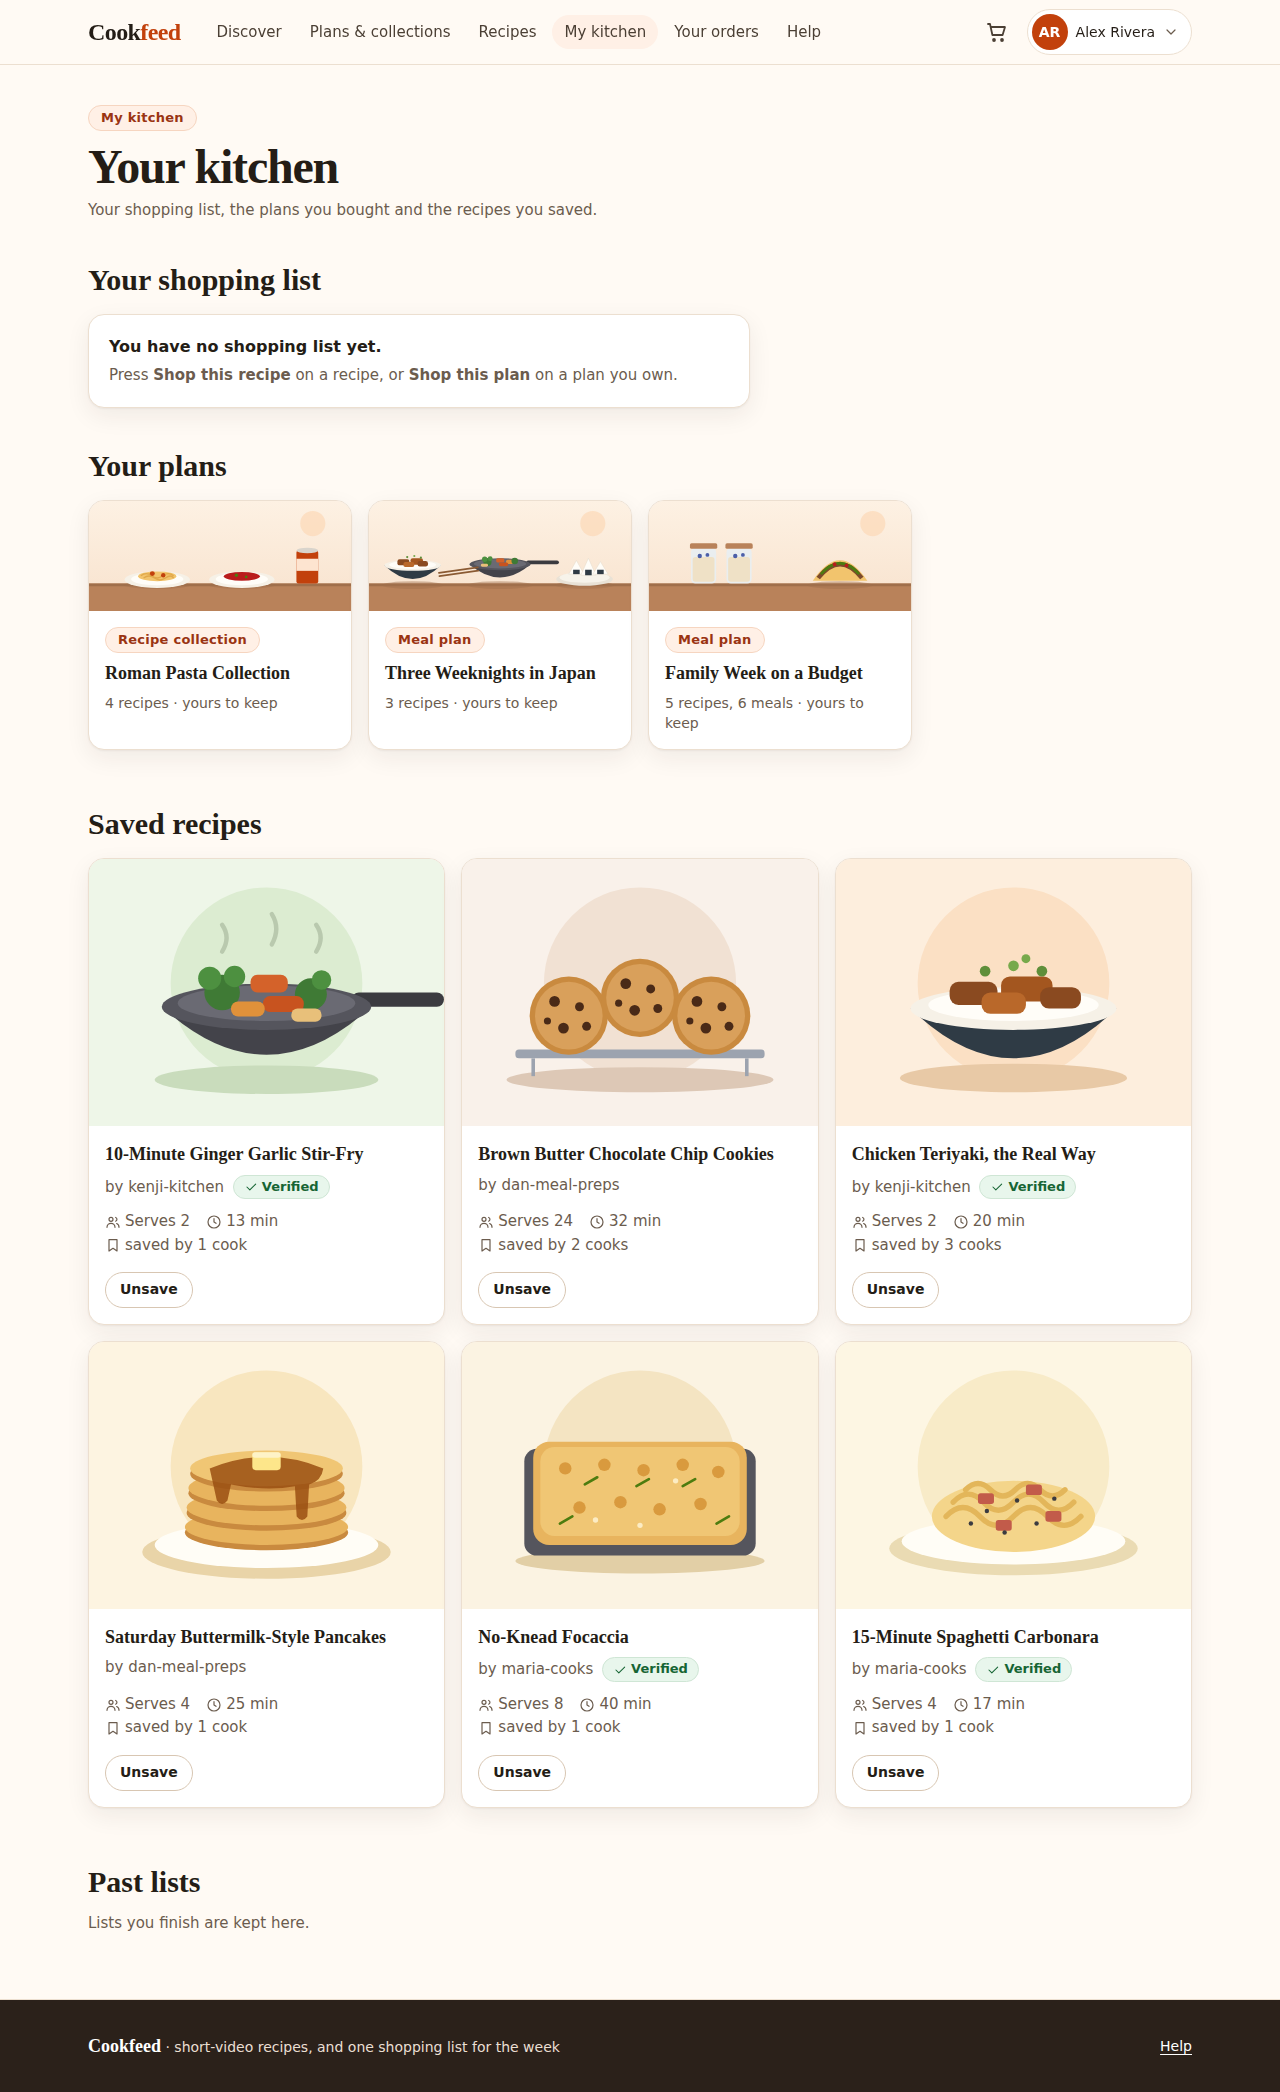 Cookfeed
Discover
Plans & collections
Recipes
My kitchen
Your orders
Help
AR
Alex Rivera
My kitchen
Your kitchen
Your shopping list, the plans you bought and the recipes you saved.
Your shopping list
You have no shopping list yet.
Press Shop this recipe on a recipe, or Shop this plan on a plan you own.
Your plans
Recipe collection
Roman Pasta Collection
4 recipes · yours to keep
Meal plan
Three Weeknights in Japan
3 recipes · yours to keep
Meal plan
Family Week on a Budget
5 recipes, 6 meals · yours to
keep
Saved recipes
10-Minute Ginger Garlic Stir-Fry
by kenji-kitchen Verified
Serves 2 13 min
saved by 1 cook
Unsave
Brown Butter Chocolate Chip Cookies
by dan-meal-preps
Serves 24 32 min
saved by 2 cooks
Unsave
Chicken Teriyaki, the Real Way
by kenji-kitchen Verified
Serves 2 20 min
saved by 3 cooks
Unsave
Saturday Buttermilk-Style Pancakes
by dan-meal-preps
Serves 4 25 min
saved by 1 cook
Unsave
No-Knead Focaccia
by maria-cooks Verified
Serves 8 40 min
saved by 1 cook
Unsave
15-Minute Spaghetti Carbonara
by maria-cooks Verified
Serves 4 17 min
saved by 1 cook
Unsave
Past lists
Lists you finish are kept here.
Cookfeed · short-video recipes, and one shopping list for the week
Help